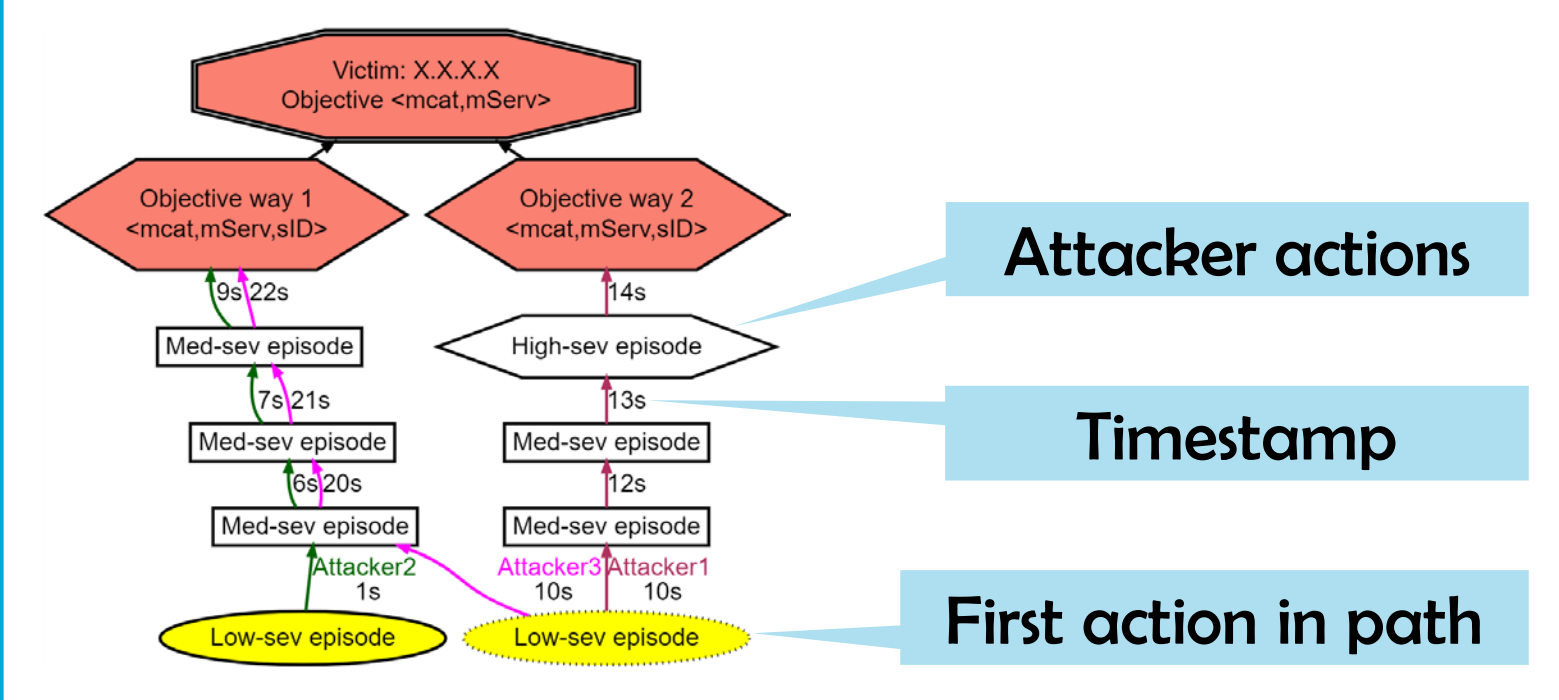 Victim: X.X.X.X
Objective <mcat,mServ>
Objective way 1
<mcat,mServ,sID>
Objective way 2
<mcat,mServ,sID>
Attacker actions
9s 22s
14s
Med-sev episode
High-sev episode
7s 21s
13s
Timestamp
Med-sev episode
Med-sev episode
6s 20s
12s
Med-sev episode
Med-sev episode
Attacker2
1s
Attacker3
10s
Attacker1
10s
Low-sev episode
Low-sev episode
First action in path